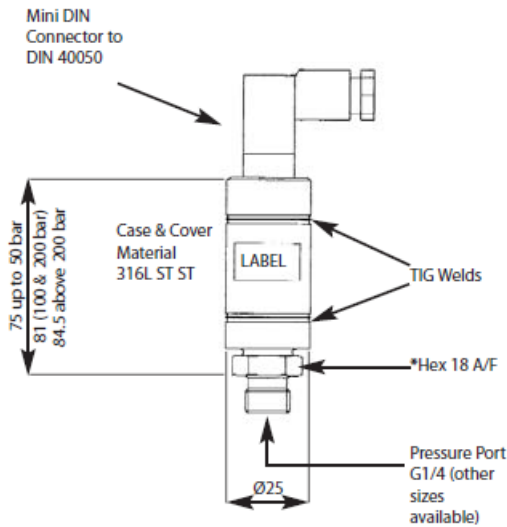 Mini DIN
Connector to
DIN 40050
75 up to 50 bar
81 (100 & 200 bar)
84.5 above 200 bar
Case & Cover
Material
316L ST ST
LABEL
TIG Welds
*Hex 18 A/F
Pressure Port
G1/4 (other
sizes
available)
Ø25